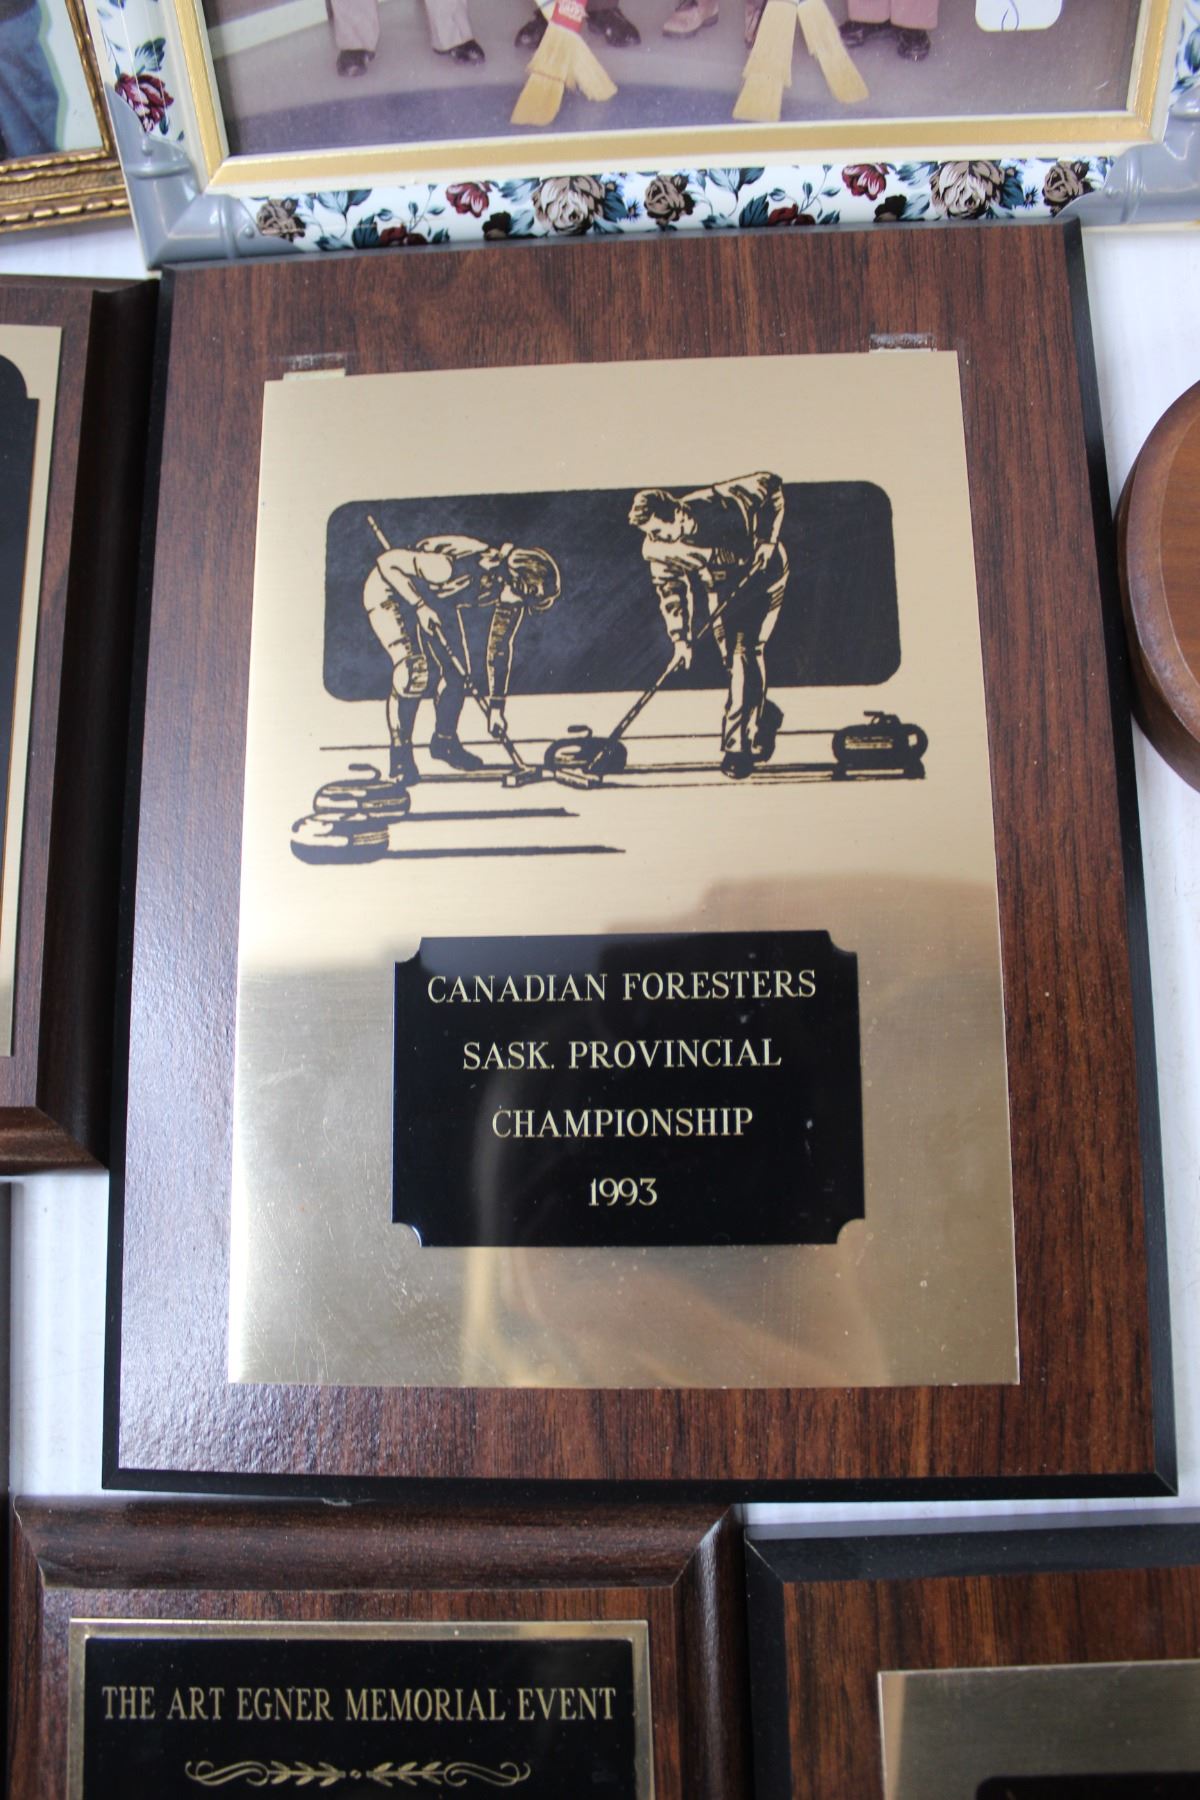 CANADIAN FORESTERS
SASK. PROVINCIAL
CHAMPIONSHIP
1993
THE ART EGNER MEMORIAL EVENT